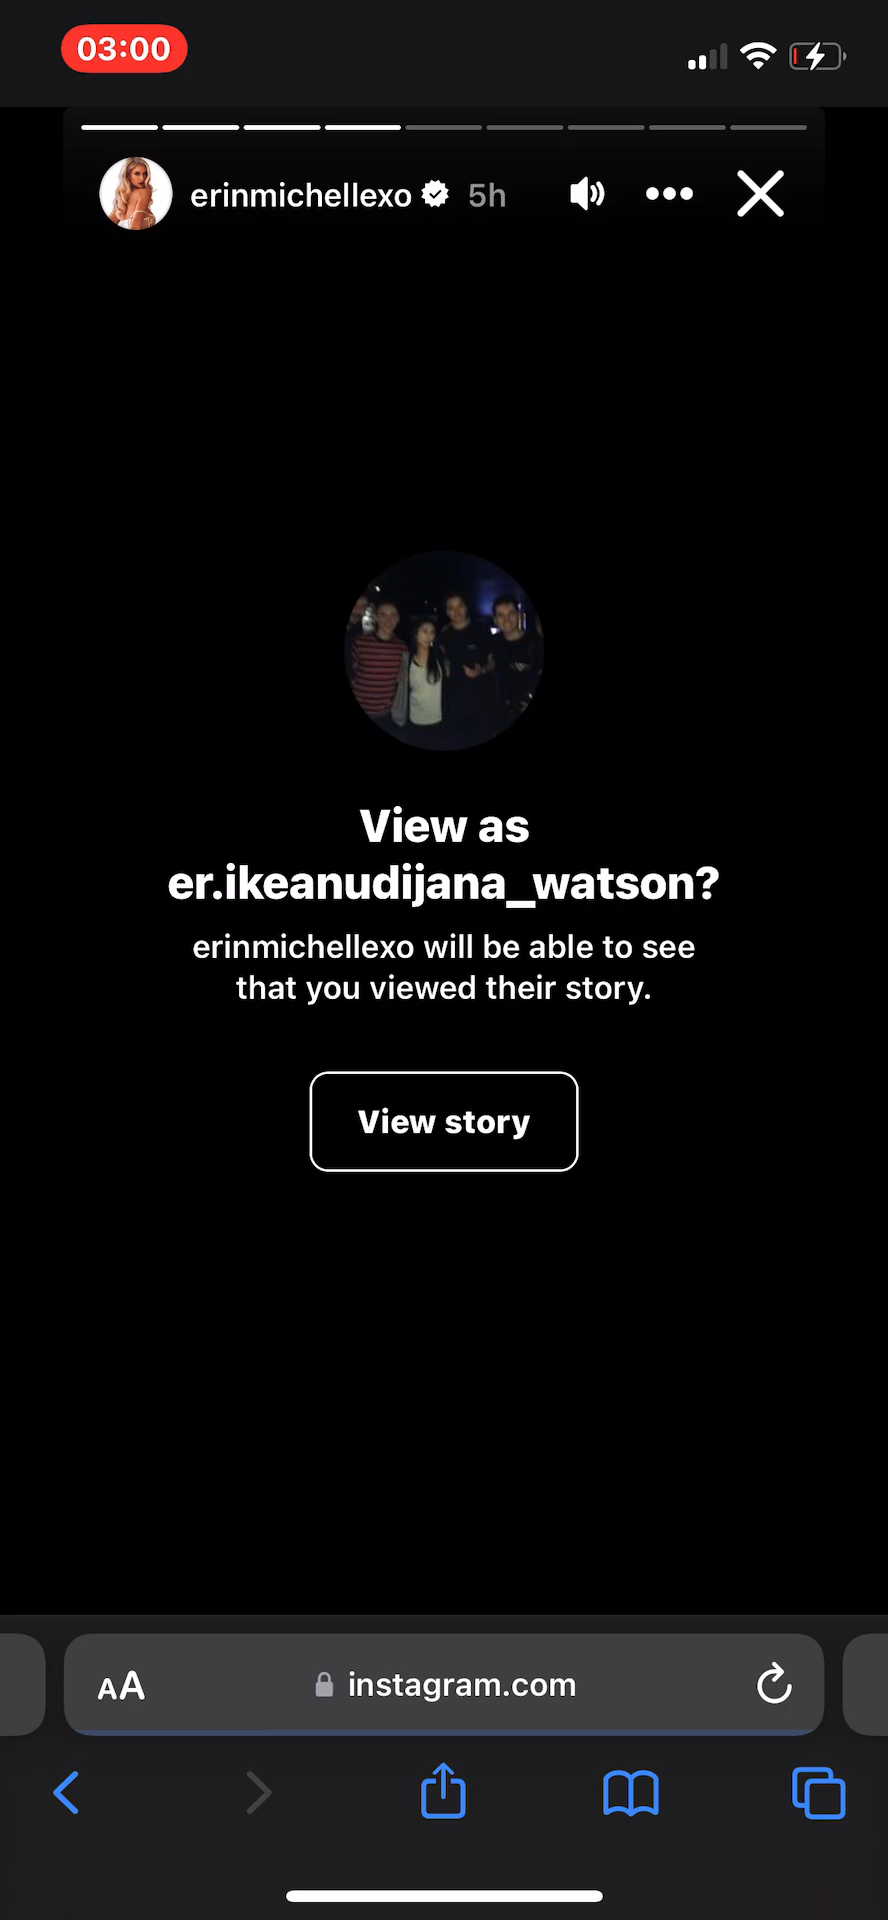 03:00
erinmichellexo 5h
View as
er.ikeanudijana_watson?
erinmichellexo will be able to see
that you viewed their story.
View story
AA instagram.com